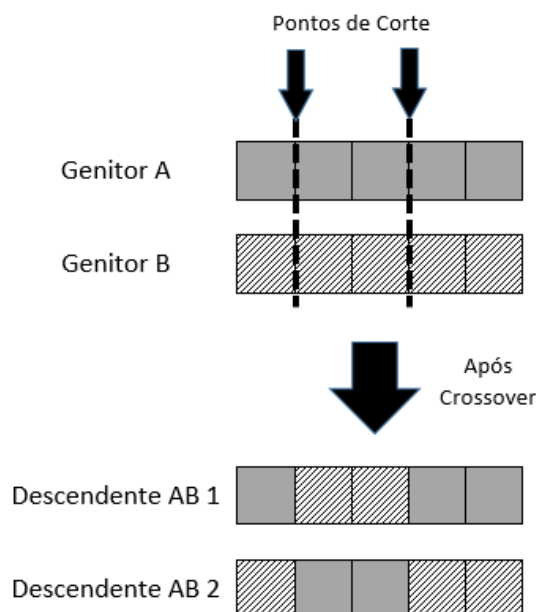 Pontos de Corte
Genitor A
Genitor B
Após
Crossover
Descendente AB 1
Descendente AB 2